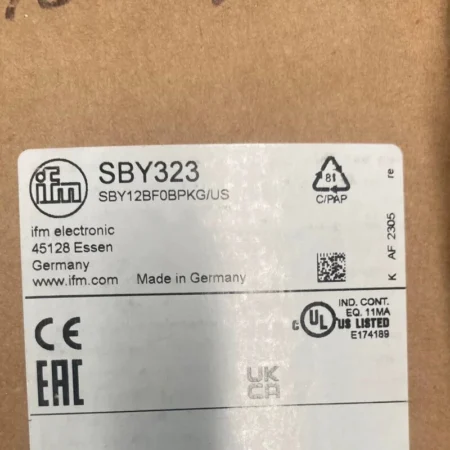 ifm
SBY323
SBY12BF0BPKG/US
ifm electronic
45128 Essen
Germany
www.ifm.com Made in Germany
81
C/PAP
K AF 2305 re
CE
EAC
UK
CA
C UL US LISTED
IND. CONT.
EQ. 11MA
E174189